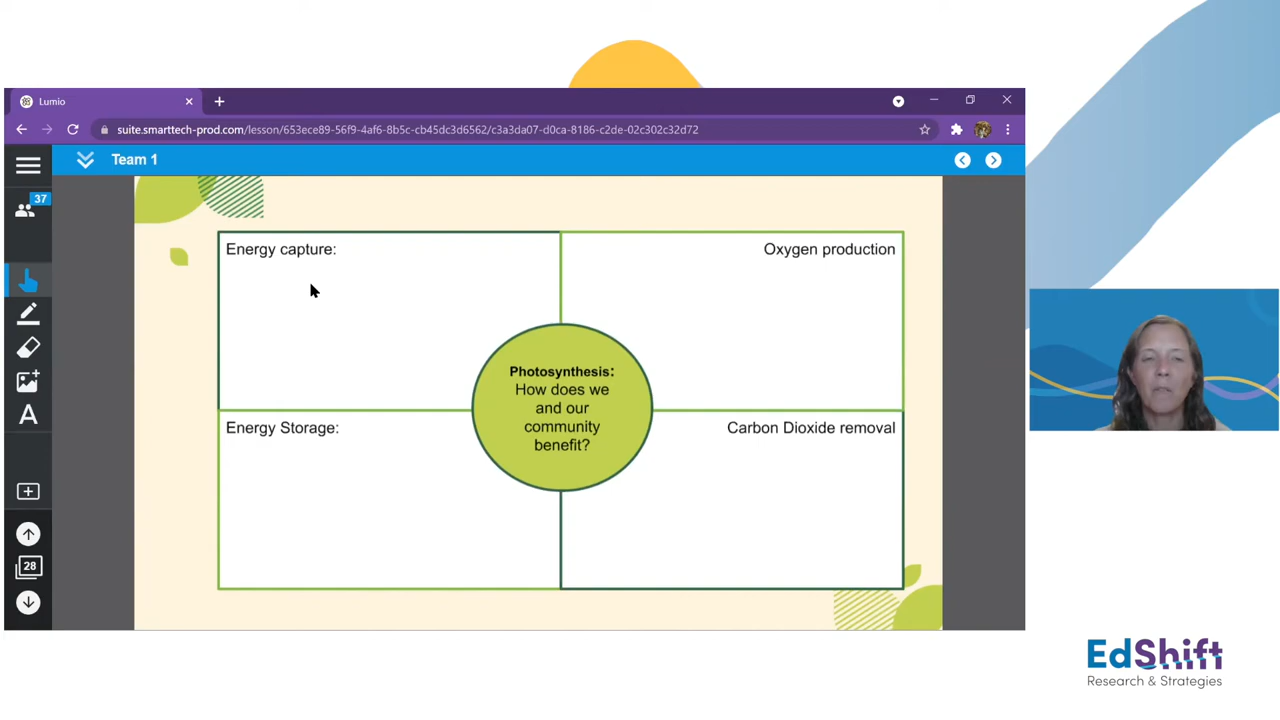 Lumio
suite.smarttech-prod.com/lesson/653ece89-56f9-4af6-8b5c-cb45dc3d6562/c3a3da07-d0ca-8186-c2de-02c302c32d72
Team 1
37
Energy capture:
Oxygen production
Photosynthesis:
How does we
and our
community
benefit?
Energy Storage:
Carbon Dioxide removal
A
28
EdShift
Research & Strategies